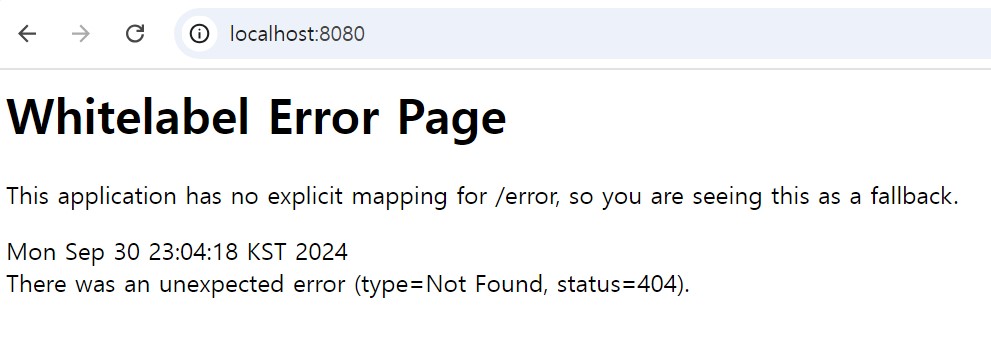 localhost:8080
Whitelabel Error Page
This application has no explicit mapping for /error, so you are seeing this as a fallback.
Mon Sep 30 23:04:18 KST 2024
There was an unexpected error (type=Not Found, status=404).